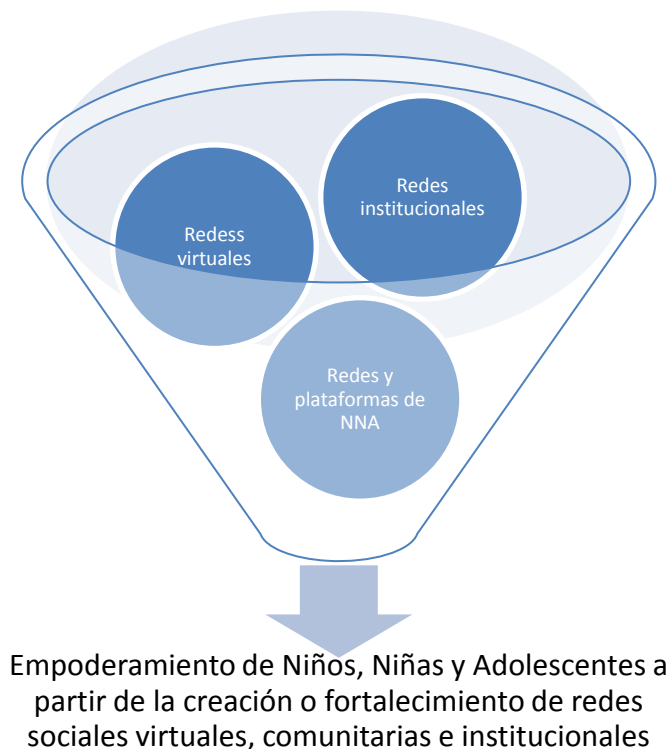 Redes
institucionales
Redess
virtuales
Redes y
plataformas de
NNA
Empoderamiento de Niños, Niñas y Adolescentes a
partir de la creación o fortalecimiento de redes
sociales virtuales, comunitarias e institucionales